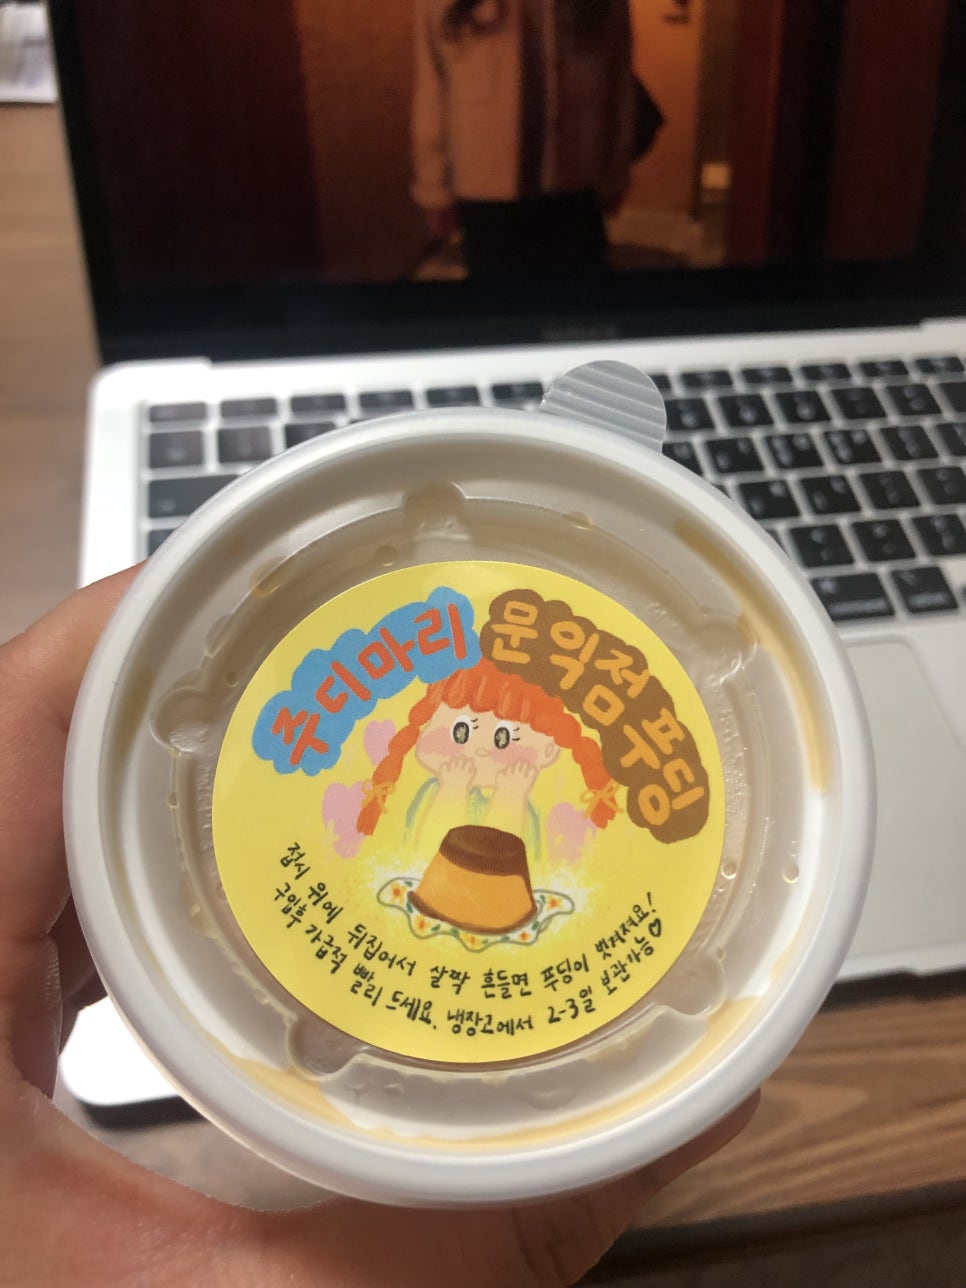 주디마리 문익점 푸딩
접시 위에 뒤집어서 살짝 흔들면 푸딩이 벗겨져요!
구입후 가급적 빨리 드세요. 냉장고에서 2-3일 보관가능♡